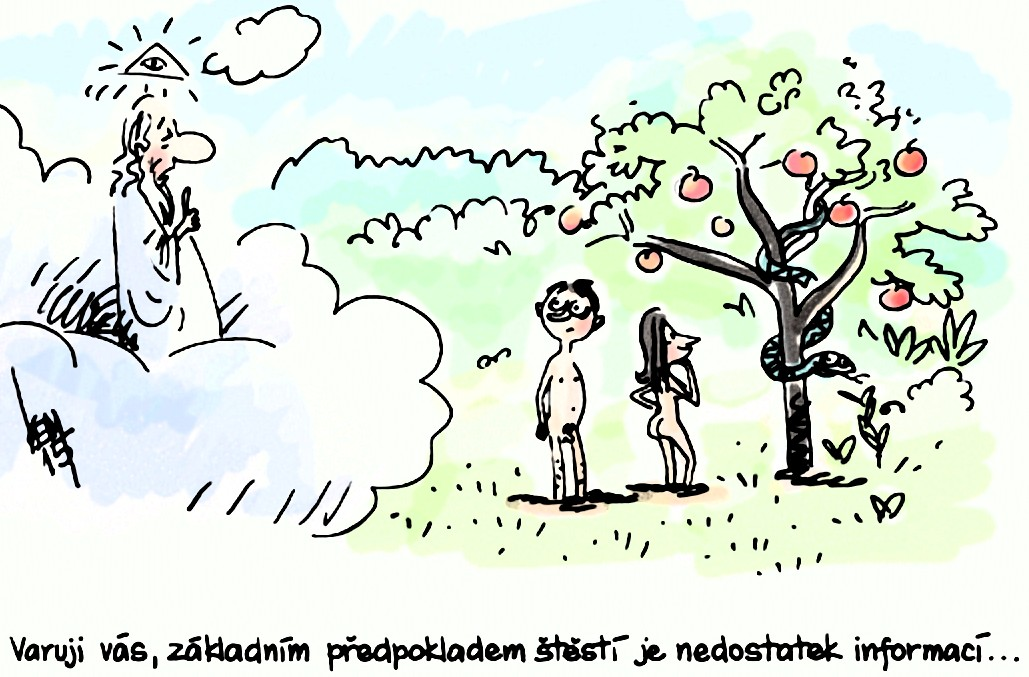 Varuji vás, základním předpokladem štěstí je nedostatek informací...